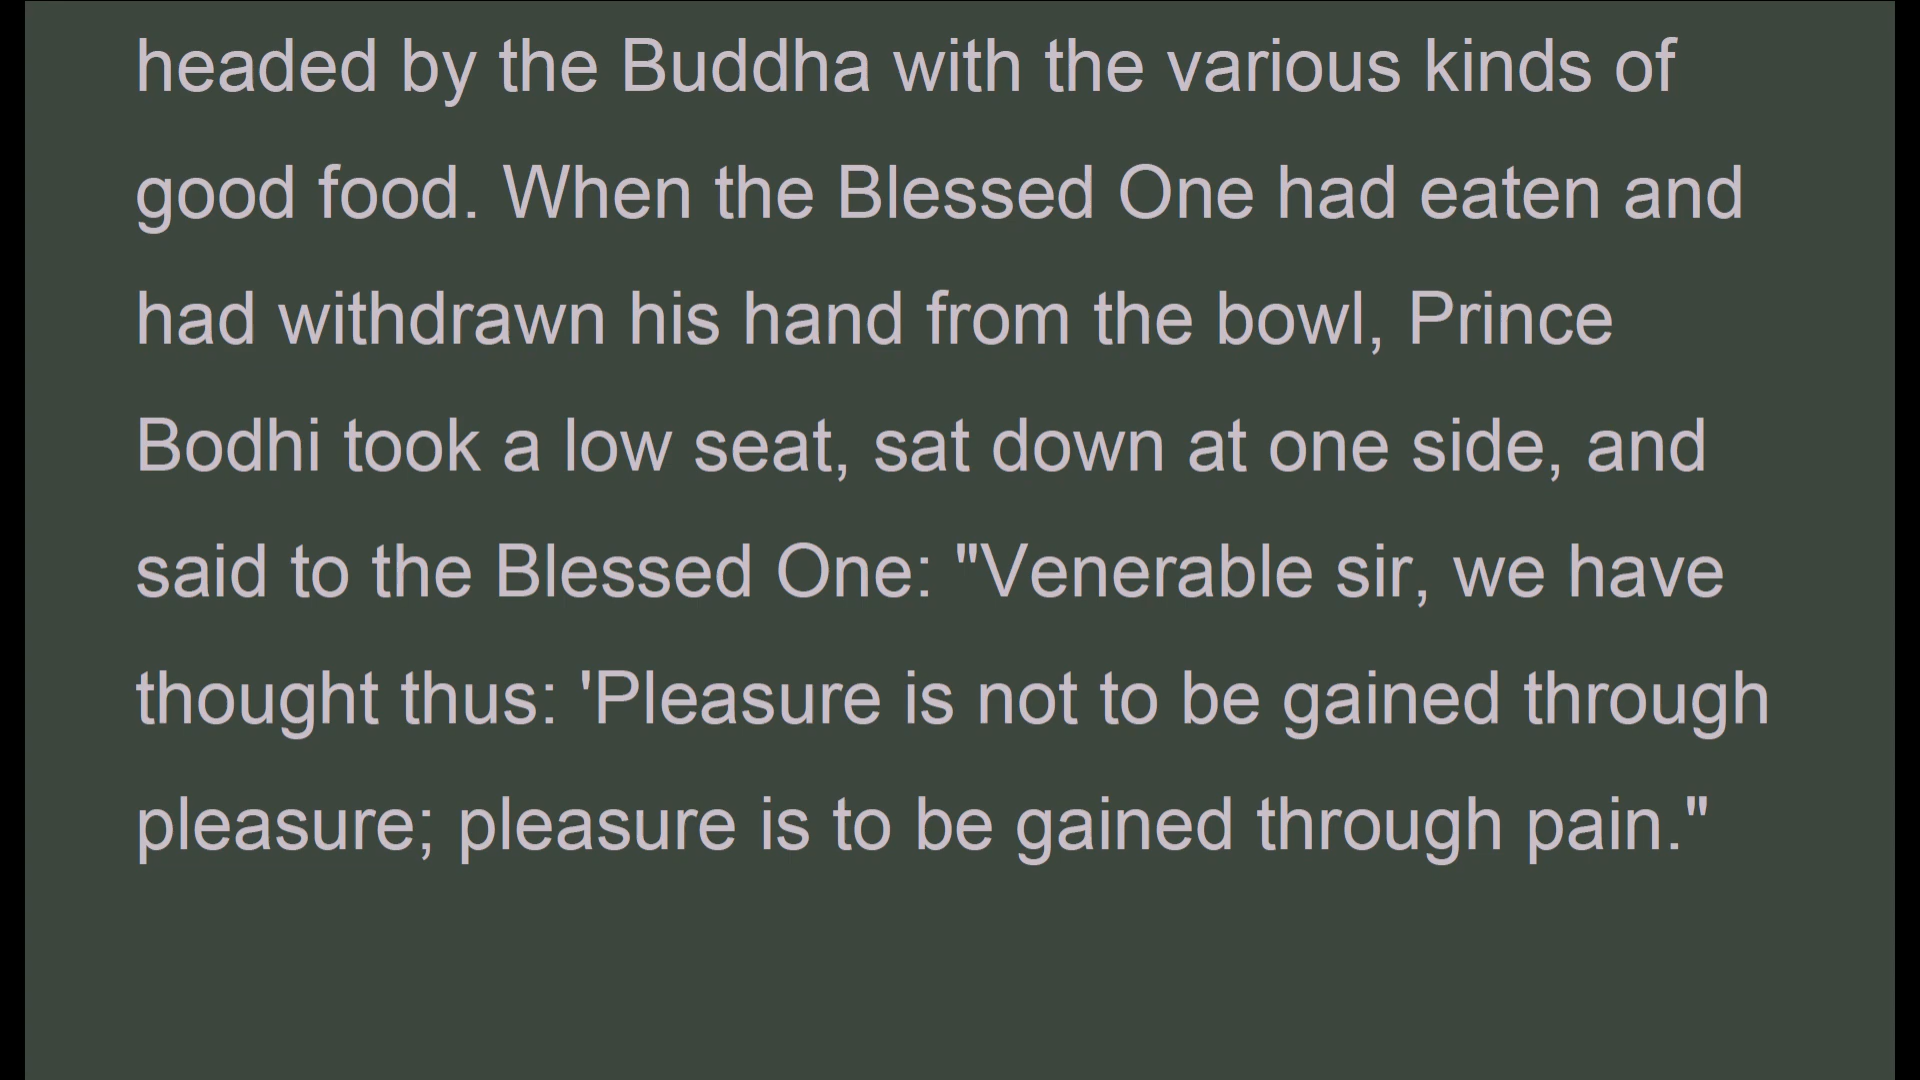 headed by the Buddha with the various kinds of
good food. When the Blessed One had eaten and
had withdrawn his hand from the bowl, Prince
Bodhi took a low seat, sat down at one side, and
said to the Blessed One: "Venerable sir, we have
thought thus: 'Pleasure is not to be gained through
pleasure; pleasure is to be gained through pain."